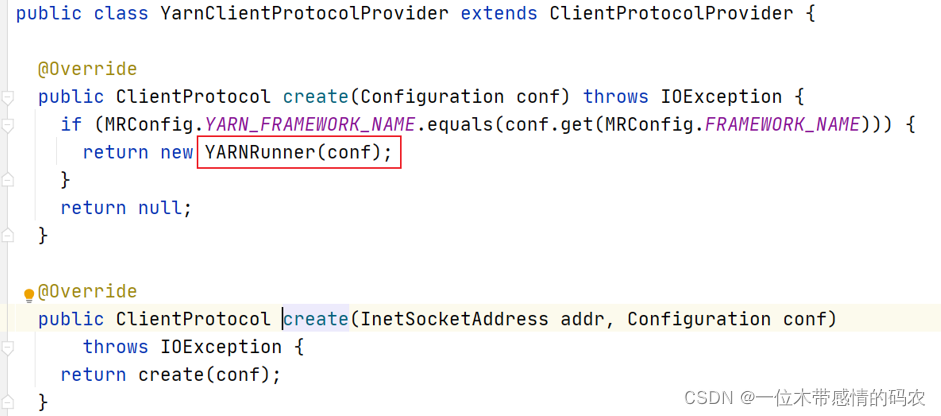 public class YarnClientProtocolProvider extends ClientProtocolProvider {
@Override
public ClientProtocol create(Configuration conf) throws IOException {
if (MRConfig.YARN_FRAMEWORK_NAME.equals(conf.get(MRConfig.FRAMEWORK_NAME))) {
return new YARNRunner(conf);
}
return null;
}
@Override
public ClientProtocol create(InetSocketAddress addr, Configuration conf)
throws IOException {
return create(conf);
}
CSDN @一位木带感情的码农